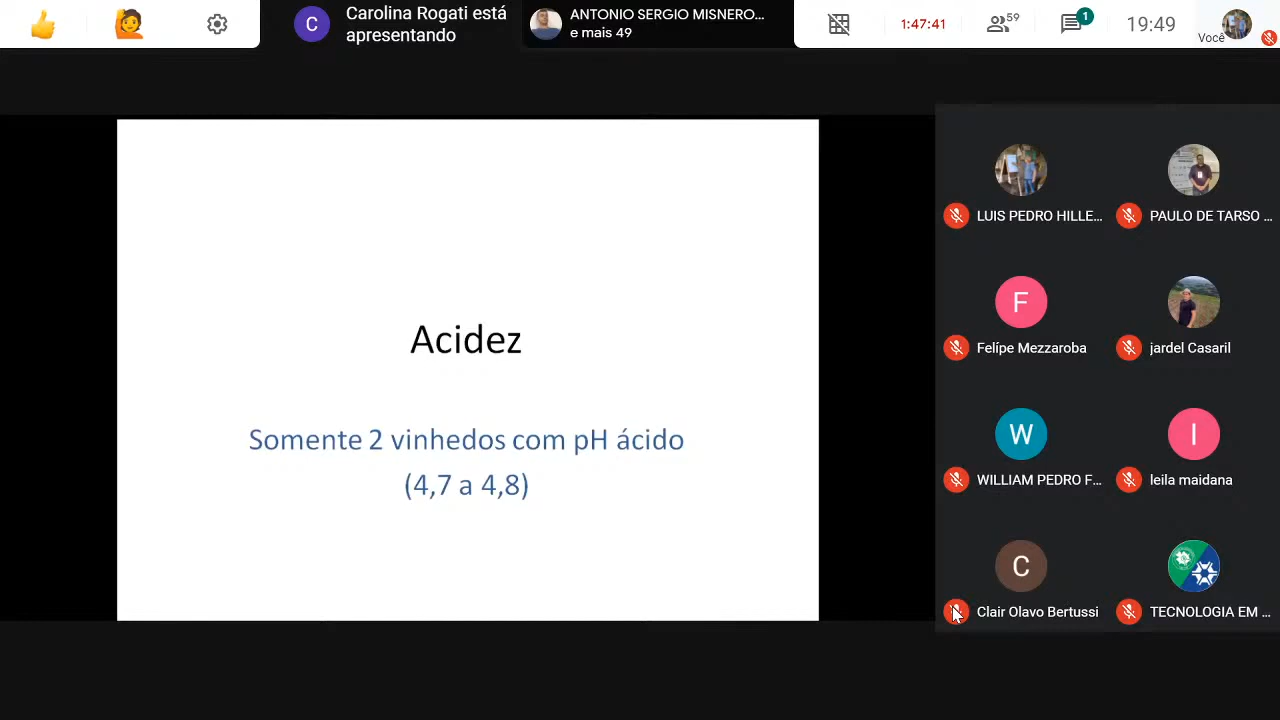 C
Carolina Rogati está
apresentando
ANTONIO SERGIO MISNERO...
e mais 49
1:47:41
59
1
19:49
Você
Acidez
Somente 2 vinhedos com pH ácido
(4,7 a 4,8)
LUIS PEDRO HILLE...
PAULO DE TARSO ...
F
Felípe Mezzaroba
jardel Casaril
W
WILLIAM PEDRO F...
l
leila maidana
C
Clair Olavo Bertussi
TECNOLOGIA EM ...